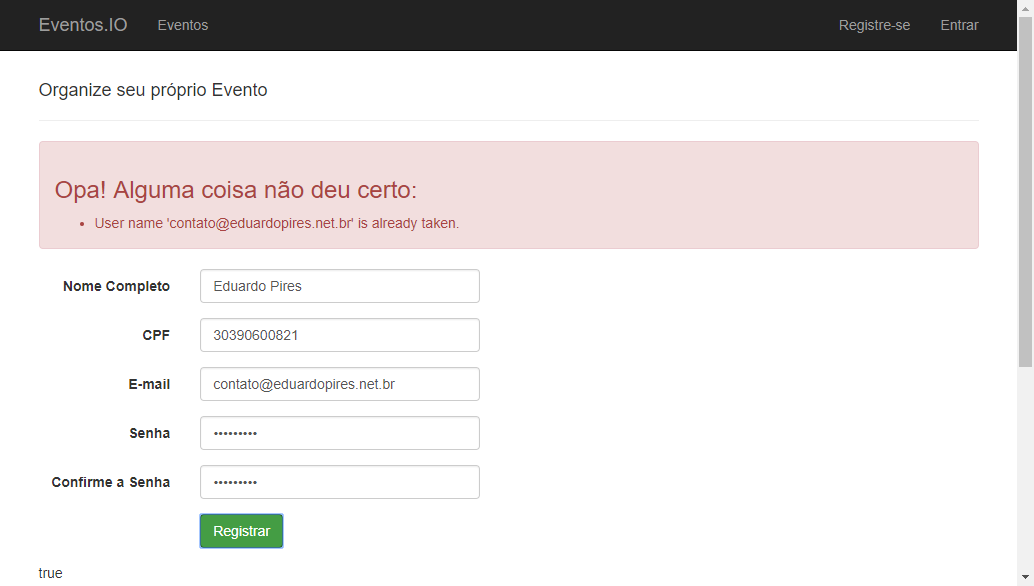 Eventos.IO Eventos Registre-se Entrar
Organize seu próprio Evento
Opa! Alguma coisa não deu certo:
• User name 'contato@eduardopires.net.br' is already taken.
Nome Completo Eduardo Pires
CPF 30390600821
E-mail contato@eduardopires.net.br
Senha •••••••••
Confirme a Senha •••••••••
Registrar
true